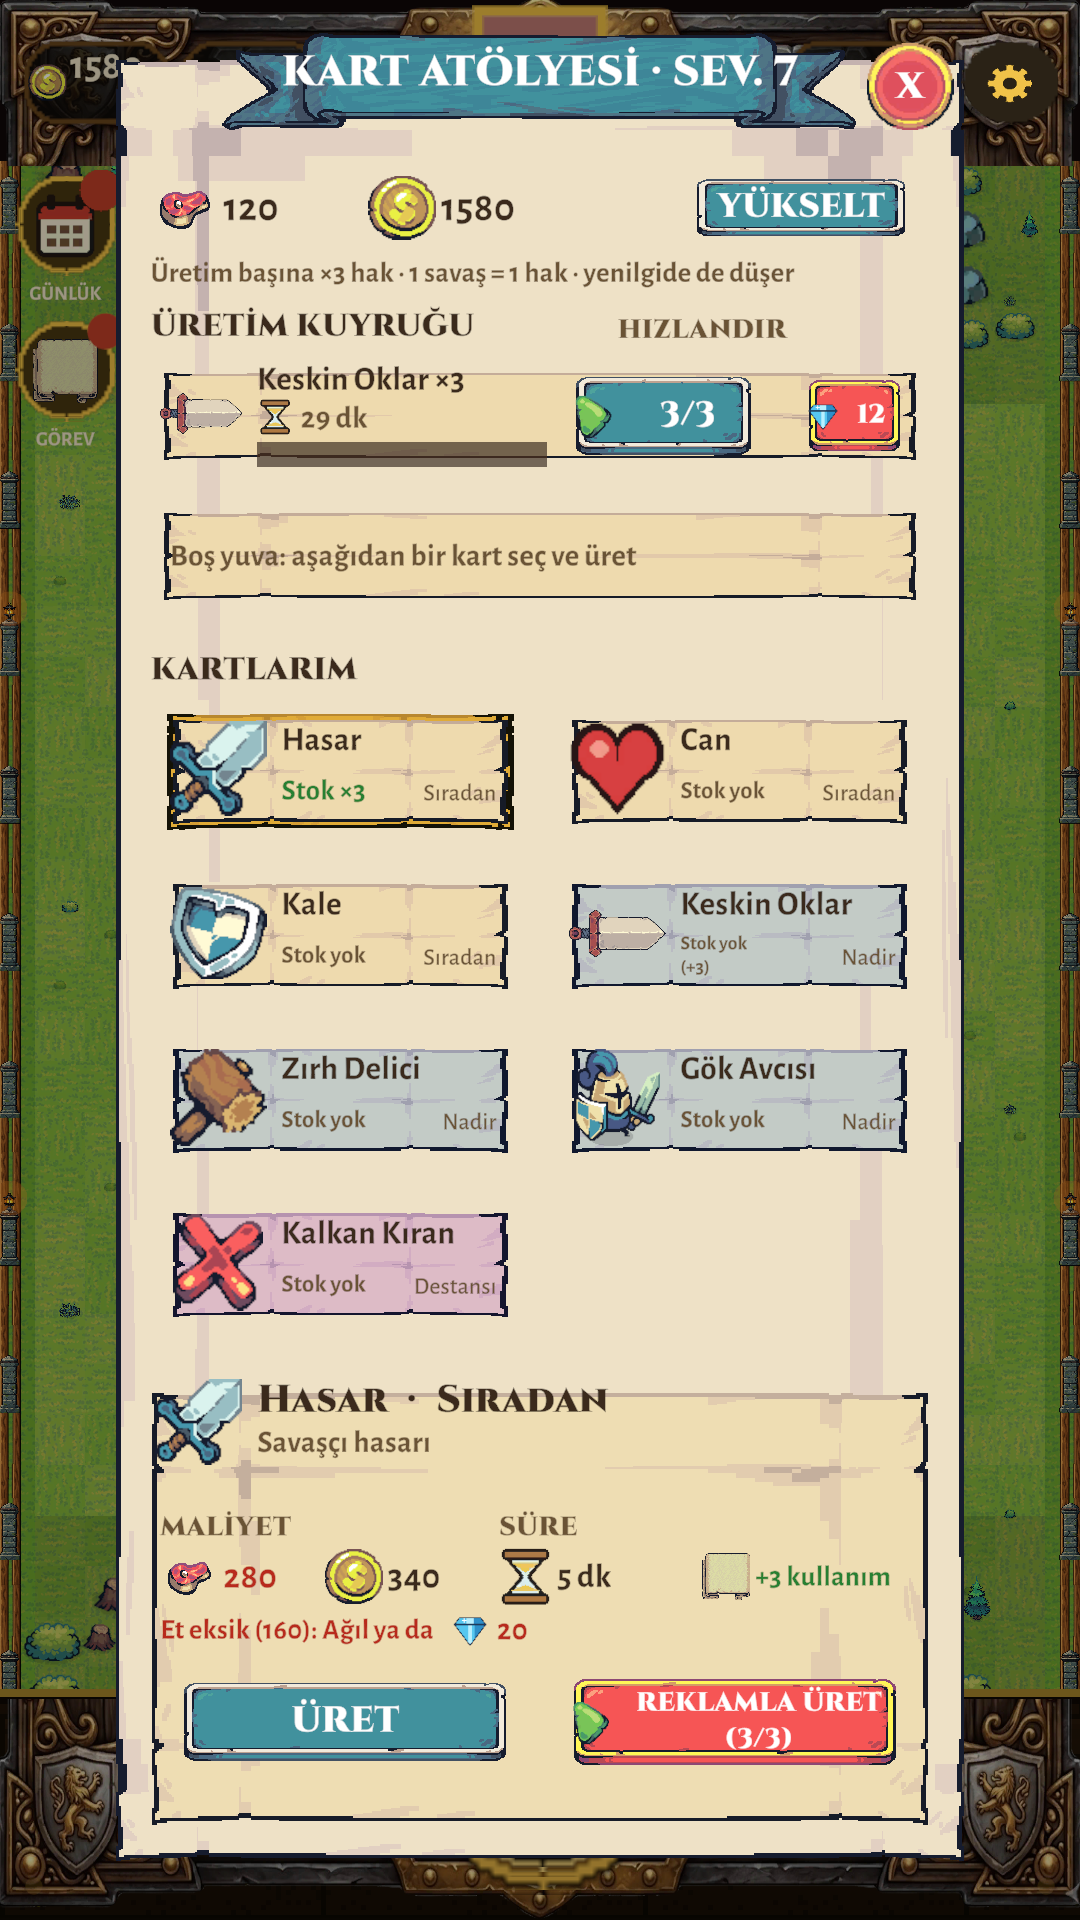 KART ATÖLYESİ · SEV. 7
X
158
120
1580
YÜKSELT
GÜNLÜK
Üretim başına ×3 hak · 1 savaş = 1 hak · yenilgide de düşer
ÜRETİM KUYRUĞU
HIZLANDIR
Keskin Oklar ×3
29 dk
3/3
12
GÖREV
Boş yuva: aşağıdan bir kart seç ve üret
KARTLARIM
Hasar
Stok ×3
Sıradan
Can
Stok yok
Sıradan
Kale
Stok yok
Sıradan
Keskin Oklar
Stok yok
(+3)
Nadir
Zırh Delici
Stok yok
Nadir
Gök Avcısı
Stok yok
Nadir
Kalkan Kıran
Stok yok
Destansı
HASAR · SIRADAN
Savaşçı hasarı
MALİYET
SÜRE
280
340
5 dk
+3 kullanım
Et eksik (160): Ağıl ya da 20
ÜRET
REKLAMLA ÜRET
(3/3)